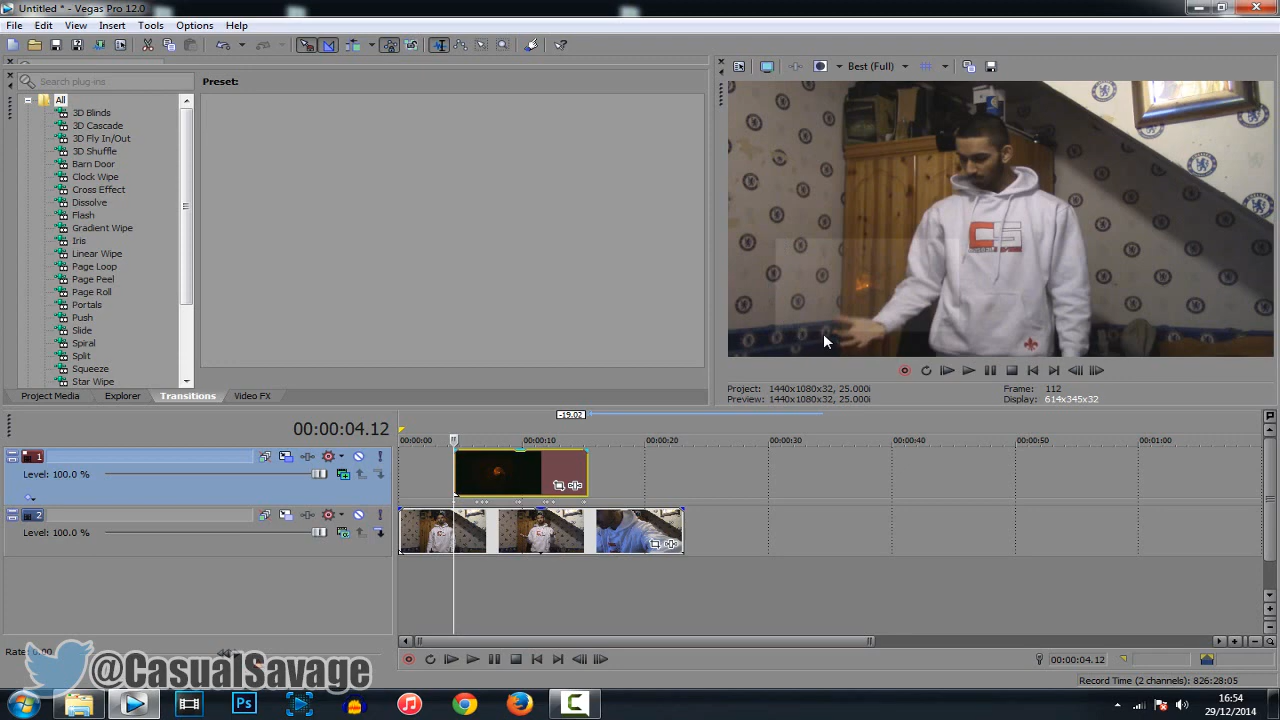 Untitled * - Vegas Pro 12.0
File Edit View Insert Tools Options Help
Search plug-ins
Preset:
Best (Full)
All
3D Blinds
3D Cascade
3D Fly In/Out
3D Shuffle
Barn Door
Clock Wipe
Cross Effect
Dissolve
Flash
Gradient Wipe
Iris
Linear Wipe
Page Loop
Page Peel
Page Roll
Portals
Push
Slide
Spiral
Split
Squeeze
Star Wipe
CS
Project Media Explorer Transitions Video FX
Project: 1440x1080x32, 25.000i
Preview: 1440x1080x32, 25.000i
Frame: 112
Display: 614x345x32
-19.02
00:00:04.12
00:00:00 00:00:10 00:00:20 00:00:30 00:00:40 00:00:50 00:01:00
1
Level: 100.0 %
2
Level: 100.0 %
Rate: 0.00
@CasualSavage
00:00:04.12
Record Time (2 channels): 826:28:05
Ps
16:54
29/12/2014